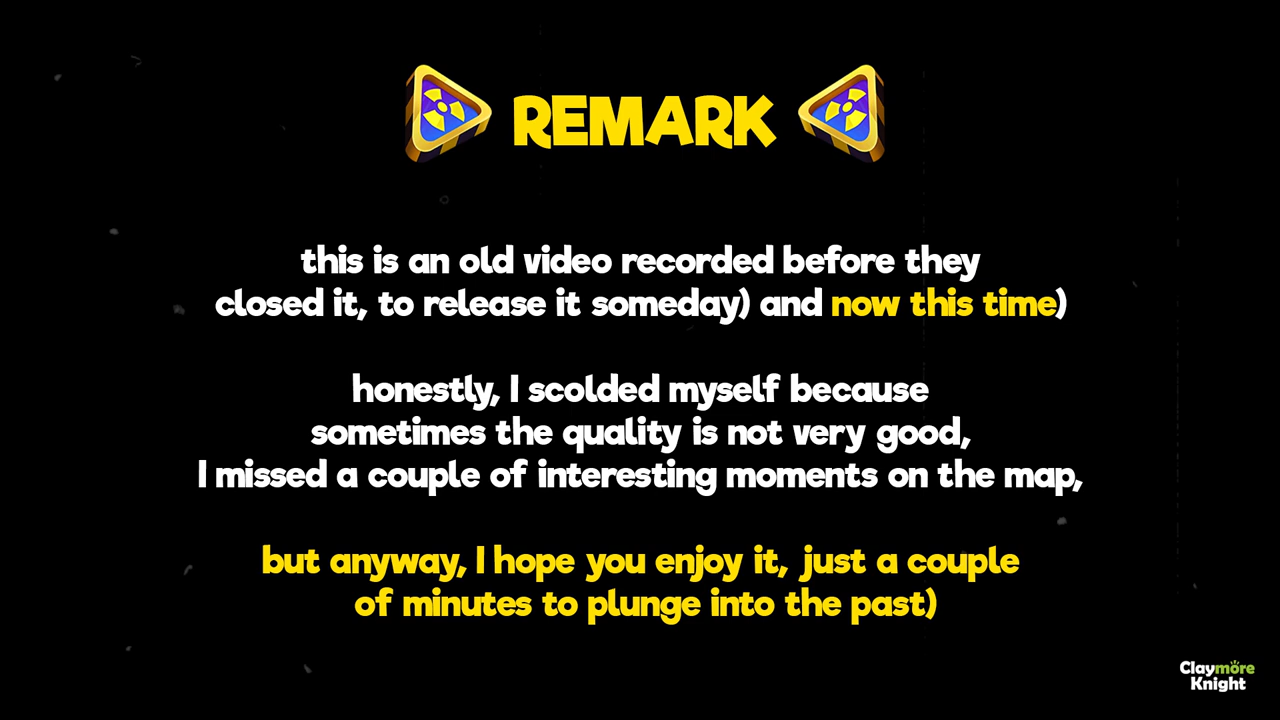 REMARK
this is an old video recorded before they
closed it, to release it someday) and now this time)
honestly, I scolded myself because
sometimes the quality is not very good,
I missed a couple of interesting moments on the map,
but anyway, I hope you enjoy it, just a couple
of minutes to plunge into the past)
Claymore
Knight